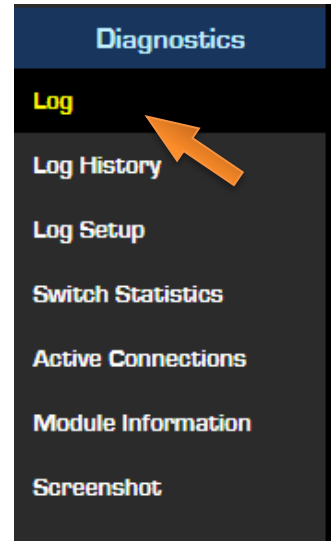 Diagnostics
Log
Log History
Log Setup
Switch Statistics
Active Connections
Module Information
Screenshot